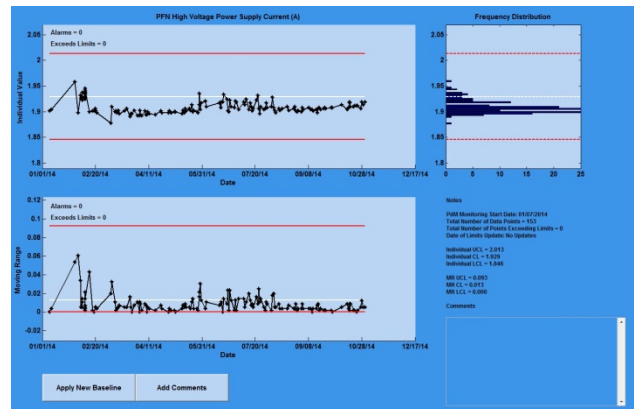 PFN High Voltage Power Supply Current (A)
Alarms = 0
Exceeds Limits = 0
Individual Value
2.05
2
1.95
1.9
1.85
1.8
01/01/14 02/20/14 04/11/14 05/31/14 07/20/14 09/08/14 10/28/14 12/17/14
Date
Frequency Distribution
2.05
2
1.95
1.9
1.85
1.8
0 5 10 15 20 25
Alarms = 0
Exceeds Limits = 0
Moving Range
0.12
0.1
0.08
0.06
0.04
0.02
0
-0.02
01/01/14 02/20/14 04/11/14 05/31/14 07/20/14 09/08/14 10/28/14 12/17/14
Date
Notes
PdM Monitoring Start Date: 01/07/2014
Total Number of Data Points = 153
Total Number of Points Exceeding Limits = 0
Date of Limits Update: No Updates
Individual UCL = 2.013
Individual CL = 1.929
Individual LCL = 1.846
MR UCL = 0.093
MR CL = 0.013
MR LCL = 0.000
Comments
Apply New Baseline
Add Comments